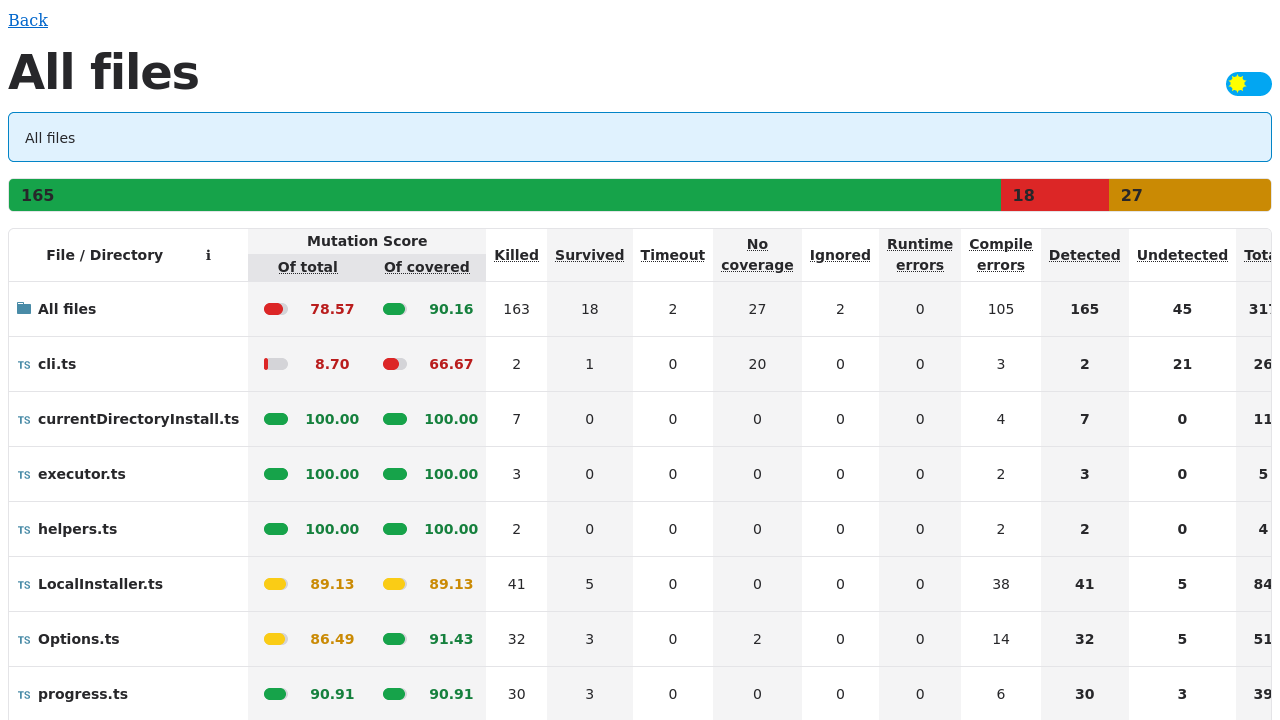 Back
All files
All files
165 18 27
File / Directory ℹ Mutation Score Killed Survived Timeout No coverage Ignored Runtime errors Compile errors Detected Undetected
Of total Of covered
All files 78.57 90.16 163 18 2 27 2 0 105 165 45 317
TS cli.ts 8.70 66.67 2 1 0 20 0 0 3 2 21 26
TS currentDirectoryInstall.ts 100.00 100.00 7 0 0 0 0 0 4 7 0 11
TS executor.ts 100.00 100.00 3 0 0 0 0 0 2 3 0 5
TS helpers.ts 100.00 100.00 2 0 0 0 0 0 2 2 0 4
TS LocalInstaller.ts 89.13 89.13 41 5 0 0 0 0 38 41 5 84
TS Options.ts 86.49 91.43 32 3 0 2 0 0 14 32 5 51
TS progress.ts 90.91 90.91 30 3 0 0 0 0 6 30 3 39